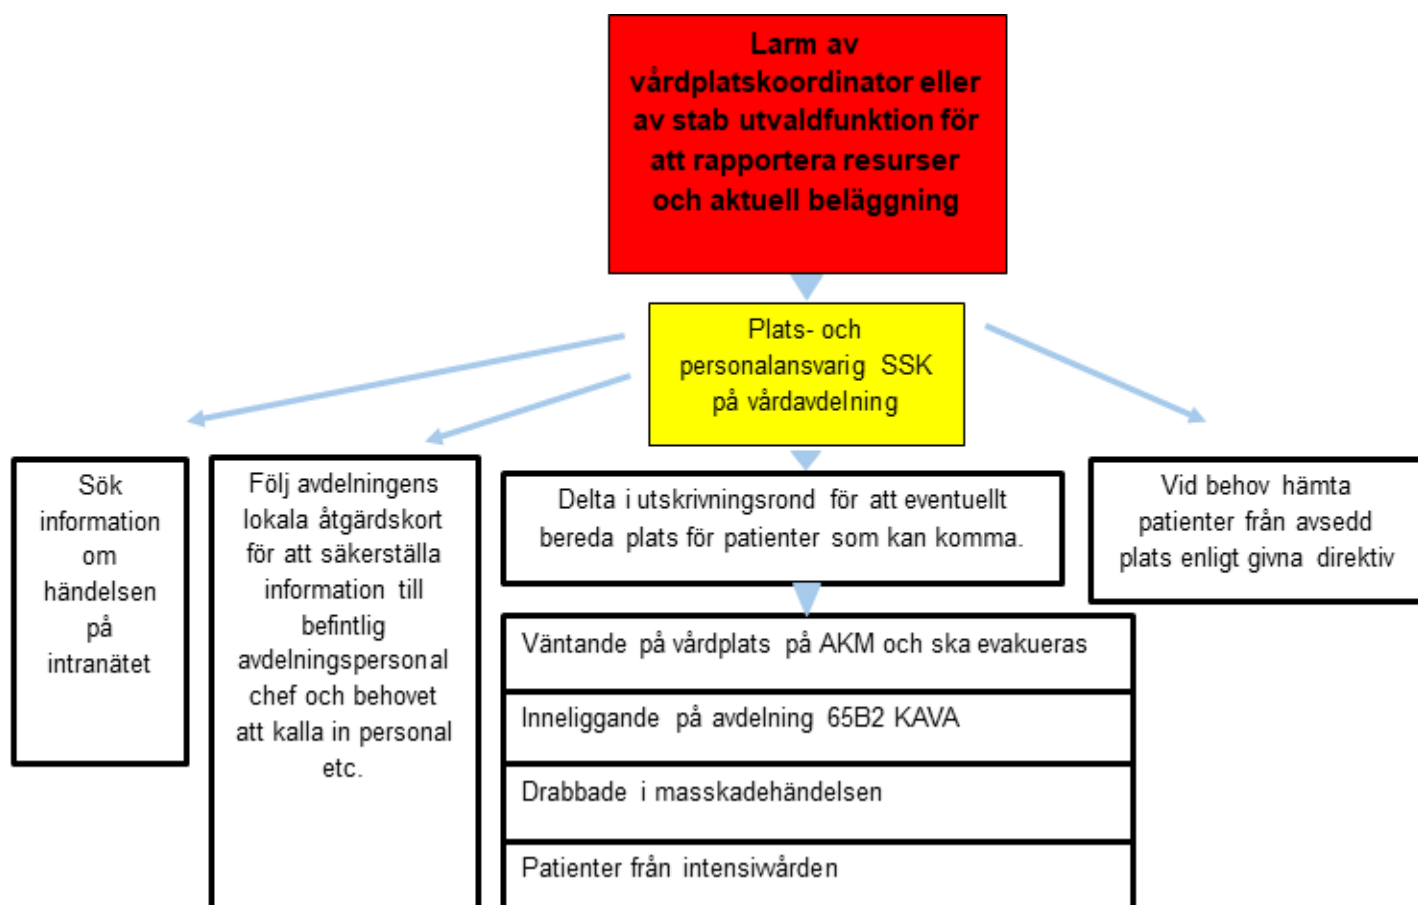 Larm av
vårdplatskoordinator eller
av stab utvaldfunktion för
att rapportera resurser
och aktuell beläggning
Plats- och
personalansvarig SSK
på vårdavdelning
Sök
information
om
händelsen
på
intranätet
Följ avdelningens
lokala åtgärdskort
för att säkerställa
information till
befintlig
avdelningspersonal
chef och behovet
att kalla in personal
etc.
Delta i utskrivningsrond för att eventuellt
bereda plats för patienter som kan komma.
Vid behov hämta
patienter från avsedd
plats enligt givna direktiv
Väntande på vårdplats på AKM och ska evakueras
Inneliggande på avdelning 65B2 KAVA
Drabbade i masskadehändelsen
Patienter från intensivvården